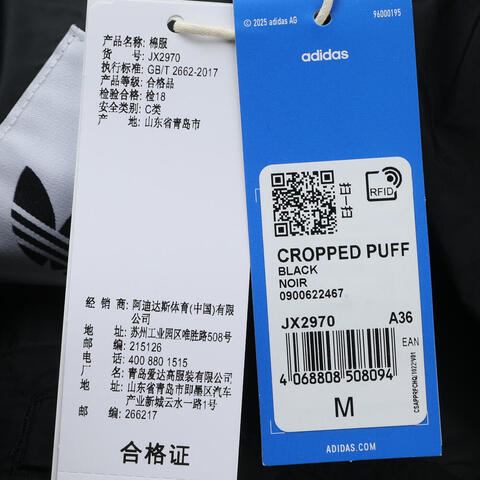 产品名称: 棉服
货 号: JX2970
执行标准: GB/T 2662-2017
产品等级: 合格品
检验合格: 检18
安全类别: C类
产 地: 山东省青岛市
经 销 商: 阿迪达斯体育(中国)有限
公司
地 址: 苏州工业园区唯胜路508号
邮 编: 215126
电 话: 400 880 1515
厂 名: 青岛爱达高服装有限公司
地 址: 山东省青岛市即墨区汽车
产业新城云水一路1号
邮 编: 266217
合格证
© 2025 adidas AG
96000195
adidas
RFID
CROPPED PUFF
BLACK
NOIR
0900622467
JX2970 A36
EAN
4 068808 508094
M
ADIDAS.COM